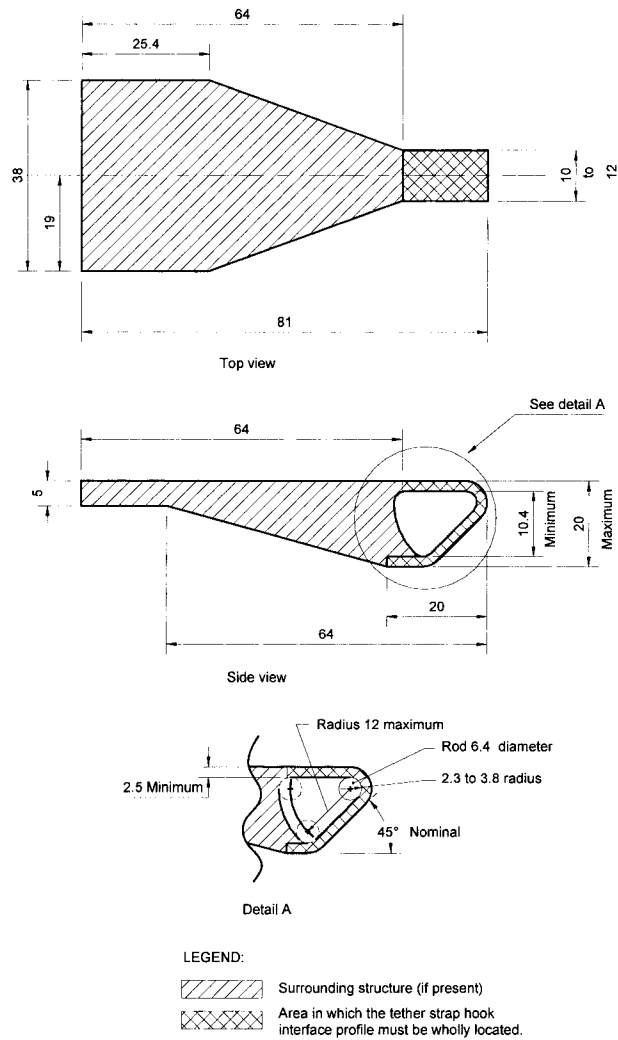 64
25.4
38
19
10
to
12
81
Top view
See detail A
64
5
10.4
Minimum
20
Maximum
20
64
Side view
Radius 12 maximum
Rod 6.4 diameter
2.5 Minimum
2.3 to 3.8 radius
45° Nominal
Detail A
LEGEND:
Surrounding structure (if present)
Area in which the tether strap hook
interface profile must be wholly located.